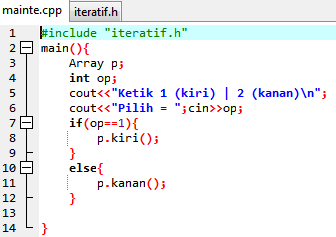 mainte.cpp iteratif.h
1 #include "iteratif.h"
2 main(){
3 Array p;
4 int op;
5 cout<<"Ketik 1 (kiri) | 2 (kanan)\n";
6 cout<<"Pilih = ";cin>>op;
7 if(op==1){
8 p.kiri();
9 }
10 else{
11 p.kanan();
12 }
13
14 }